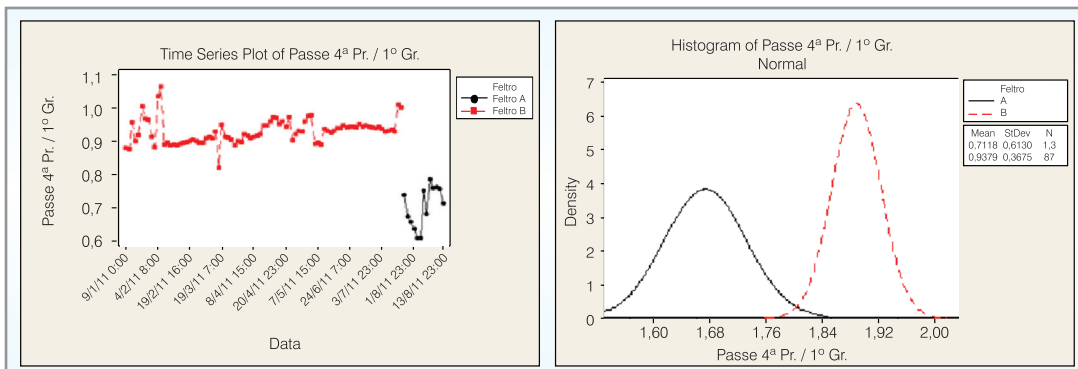 Time Series Plot of Passe 4ª Pr. / 1º Gr.
Passe 4ª Pr. / 1º Gr.
1,1
1,0
0,9
0,8
0,7
0,6
9/1/11 0:00
4/2/11 8:00
19/2/11 16:00
19/3/11 7:00
8/4/11 15:00
20/4/11 23:00
7/5/11 15:00
24/6/11 7:00
3/7/11 23:00
1/8/11 23:00
13/8/11 23:00
Data
Feltro
Feltro A
Feltro B
Histogram of Passe 4ª Pr. / 1º Gr.
Normal
Density
7
6
5
4
3
2
1
0
1,60 1,68 1,76 1,84 1,92 2,00
Passe 4ª Pr. / 1º Gr.
Feltro
A
B
Mean StDev N
0,7118 0,6130 1,3
0,9379 0,3675 87